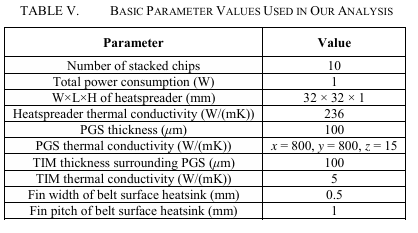 TABLE V. BASIC PARAMETER VALUES USED IN OUR ANALYSIS
Parameter Value
Number of stacked chips 10
Total power consumption (W) 1
W×L×H of heatspreader (mm) 32 × 32 × 1
Heatspreader thermal conductivity (W/(mK)) 236
PGS thickness (μm) 100
PGS thermal conductivity (W/(mK)) x = 800, y = 800, z = 15
TIM thickness surrounding PGS (μm) 100
TIM thermal conductivity (W/(mK)) 5
Fin width of belt surface heatsink (mm) 0.5
Fin pitch of belt surface heatsink (mm) 1